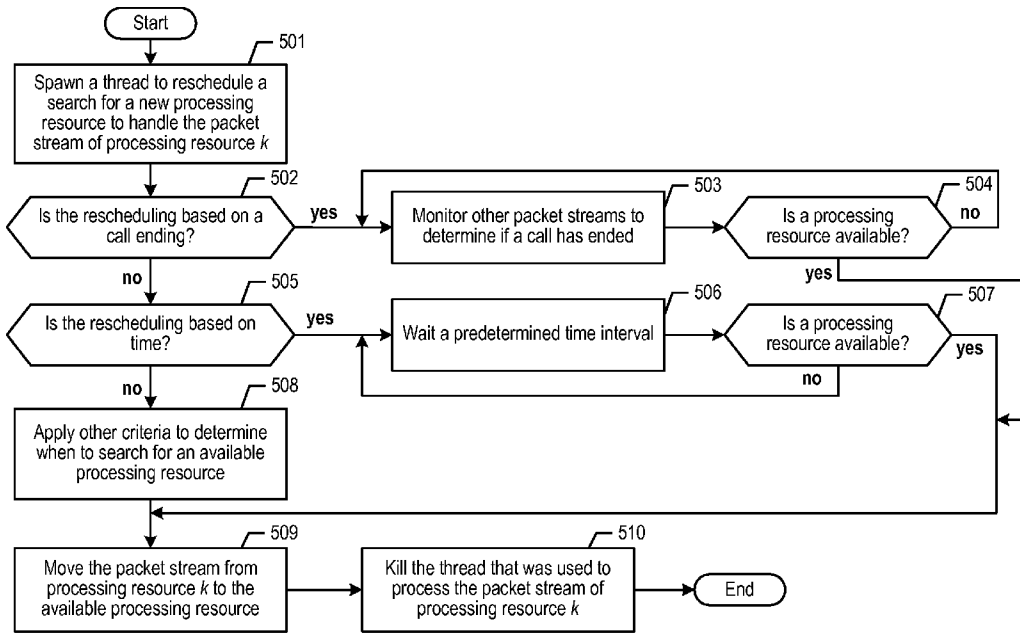 Start
501
Spawn a thread to reschedule a
search for a new processing
resource to handle the packet
stream of processing resource k
502
Is the rescheduling based on a
call ending?
yes
no
503
Monitor other packet streams to
determine if a call has ended
504
Is a processing
resource available?
no
yes
505
Is the rescheduling based on
time?
yes
no
506
Wait a predetermined time interval
507
Is a processing
resource available?
yes
no
508
Apply other criteria to determine
when to search for an available
processing resource
509
Move the packet stream from
processing resource k to the
available processing resource
510
Kill the thread that was used to
process the packet stream of
processing resource k
End